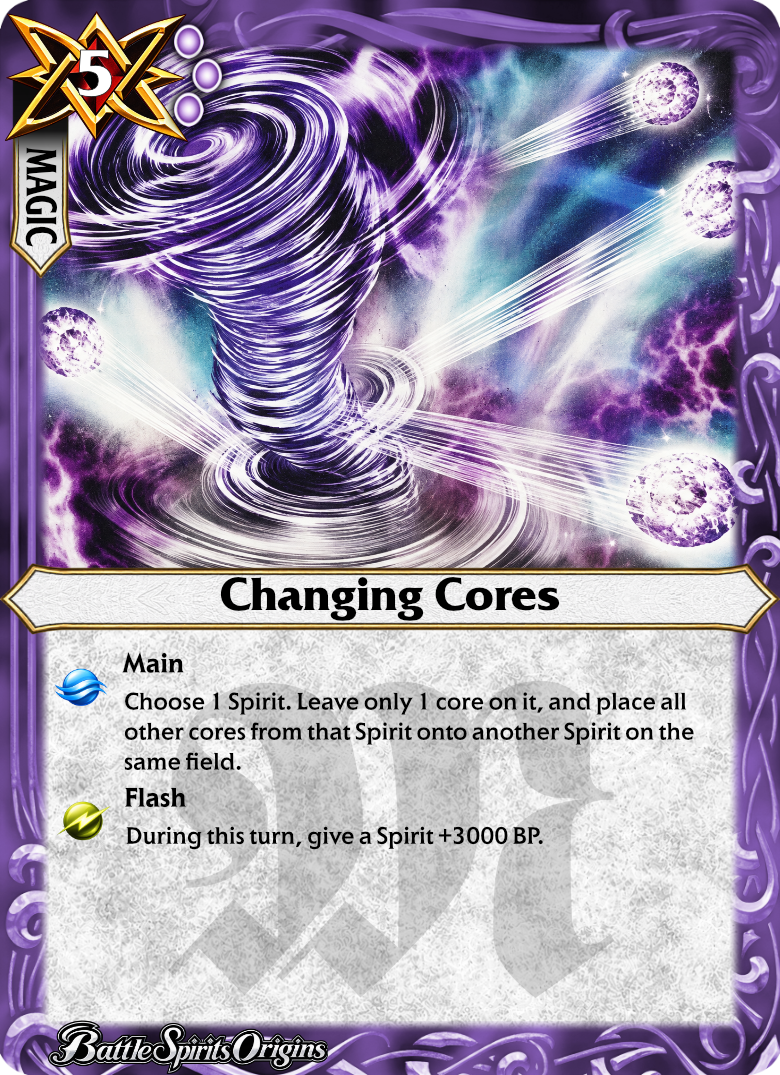 5
MAGIC
Changing Cores
Main
Choose 1 Spirit. Leave only 1 core on it, and place all
other cores from that Spirit onto another Spirit on the
same field.
Flash
During this turn, give a Spirit +3000 BP.
Battle Spirits Origins